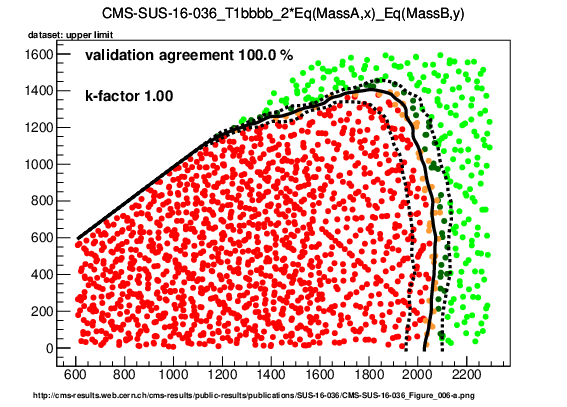 CMS-SUS-16-036_T1bbbb_2*Eq(MassA,x)_Eq(MassB,y)
dataset: upper limit
validation agreement 100.0 %
k-factor 1.00
1600
1400
1200
1000
800
600
400
200
0
600 800 1000 1200 1400 1600 1800 2000 2200
http://cms-results.web.cern.ch/cms-results/public-results/publications/SUS-16-036/CMS-SUS-16-036_Figure_006-a.png